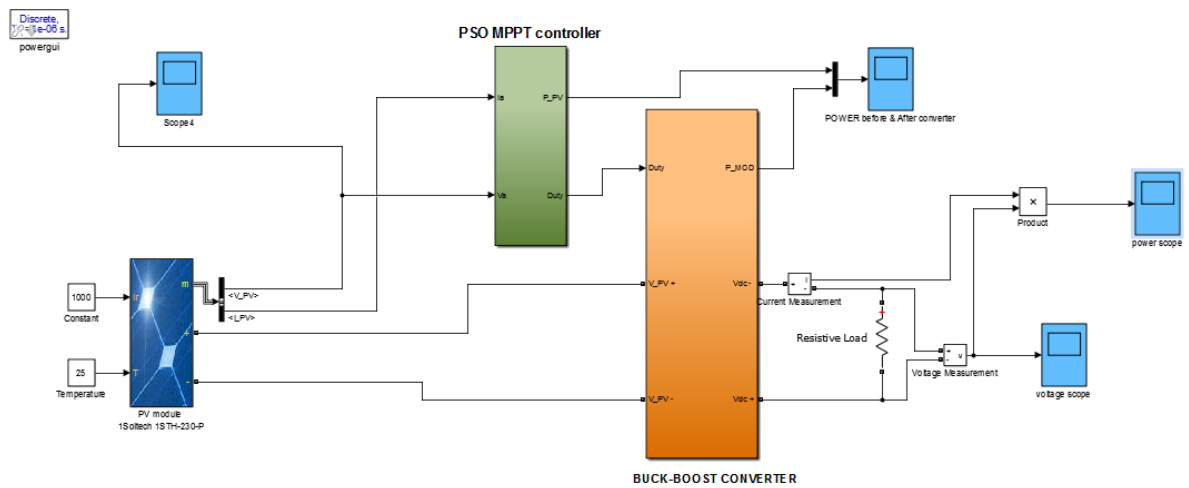 Discrete,
powergui
PSO MPPT controller
Scope4
Ia
P_PV
Va
Duty
POWER before & After converter
Duty
P_MOD
×
Product
power scope
1000
Constant
Ir
m
<V_PV>
<I_PV>
+
V_PV +
Vdc-
+
i
-
Current Measurement
Resistive Load
+
25
Temperature
T
-
V_PV -
Vdc +
+
-
v
Voltage Measurement
voltage scope
PV module
1Soltech 1STH-230-P
BUCK-BOOST CONVERTER